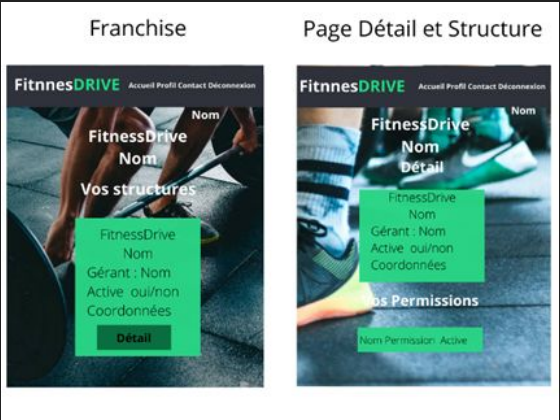 Franchise
FitnnesDRIVE Accueil Profil Contact Déconnexion
Nom
FitnessDrive
Nom
Vos structures
FitnessDrive
Nom
Gérant : Nom
Active oui/non
Coordonnées
Détail
Page Détail et Structure
FitnessDRIVE Accueil Profil Contact Déconnexion
Nom
FitnessDrive
Nom
Détail
FitnessDrive
Nom
Gérant : Nom
Active oui/non
Coordonnées
Vos Permissions
Nom Permission Active